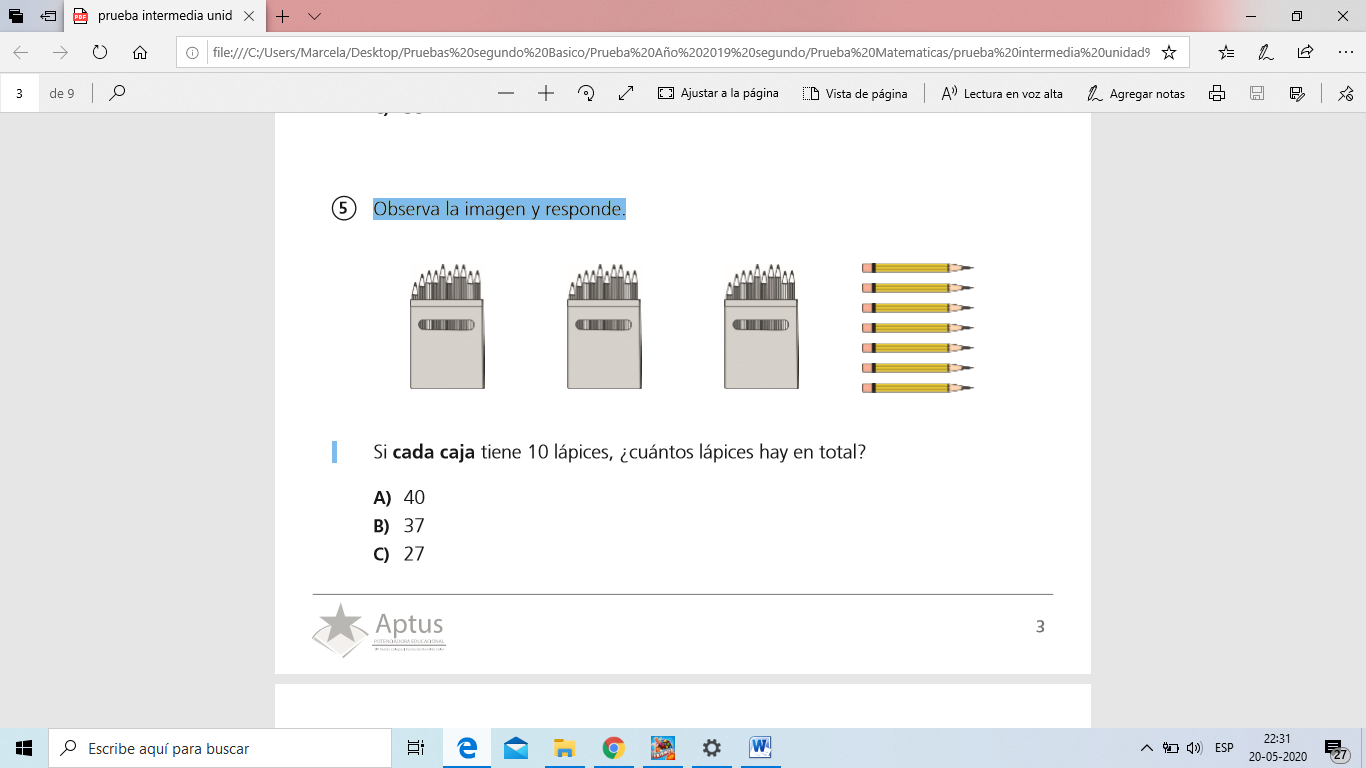 prueba intermedia unid
file:///C:/Users/Marcela/Desktop/Pruebas%20segundo%20Basico/Prueba%20Año%202019%20segundo/Prueba%20Matematicas/prueba%20intermedia%20unidad%
3 de 9
Ajustar a la página
Vista de página
Lectura en voz alta
Agregar notas
5 Observa la imagen y responde.
Si cada caja tiene 10 lápices, ¿cuántos lápices hay en total?
A) 40
B) 37
C) 27
Aptus
POTENCIADORA EDUCACIONAL
3
Escribe aquí para buscar
ESP
22:31
20-05-2020
27